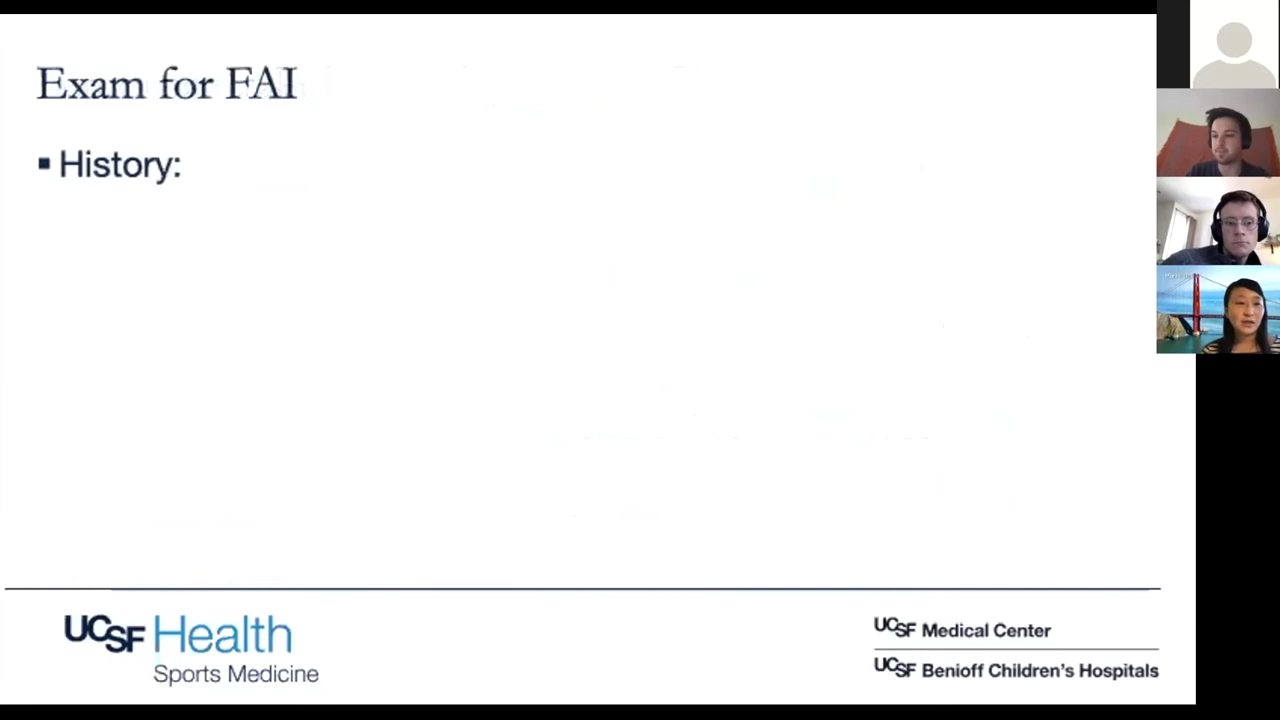 Exam for FAI
▪ History:
UCSF Health
Sports Medicine
UCSF Medical Center
UCSF Benioff Children's Hospitals